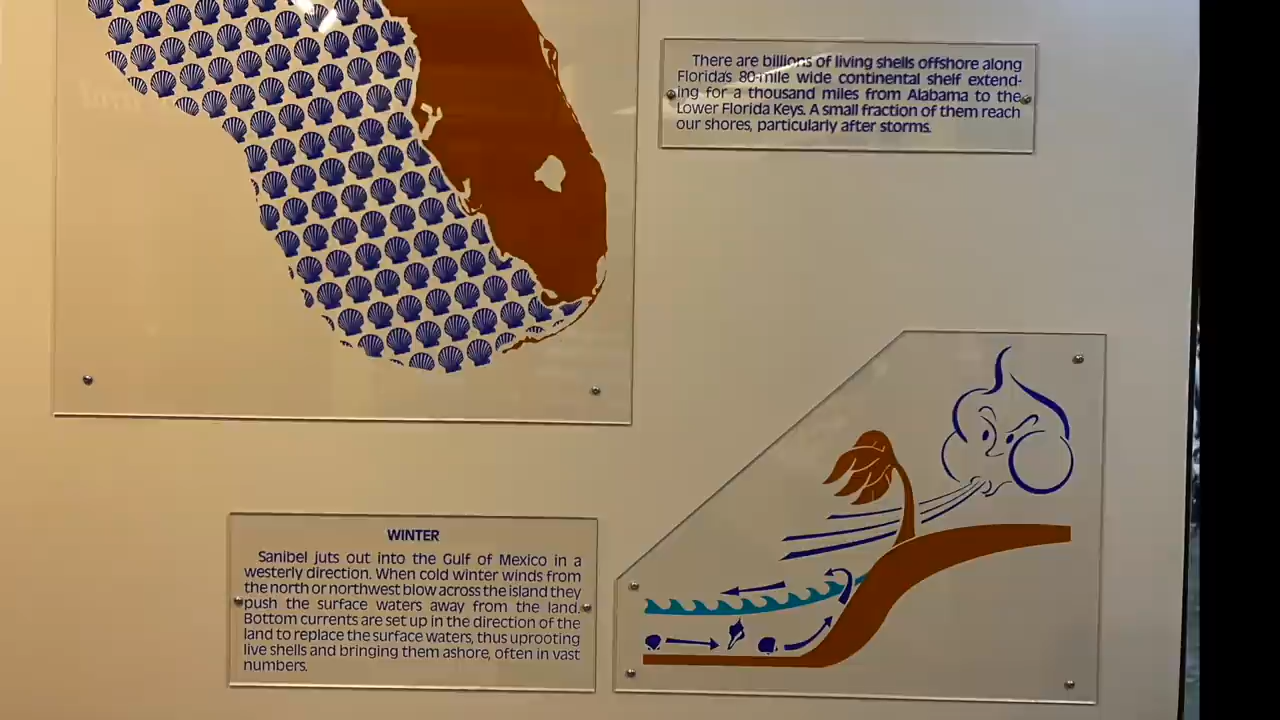 There are billions of living shells offshore along
Florida's 80-mile wide continental shelf extend-
ing for a thousand miles from Alabama to the
Lower Florida Keys. A small fraction of them reach
our shores, particularly after storms.
WINTER
Sanibel juts out into the Gulf of Mexico in a
westerly direction. When cold winter winds from
the north or northwest blow across the island they
push the surface waters away from the land.
Bottom currents are set up in the direction of the
land to replace the surface waters, thus uprooting
live shells and bringing them ashore, often in vast
numbers.